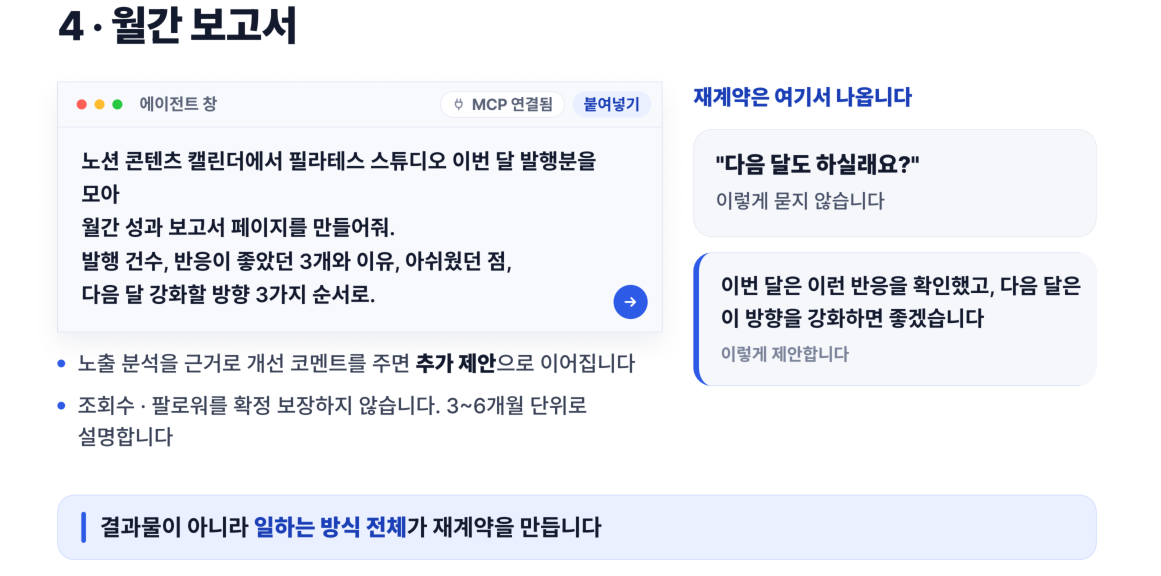 4 · 월간 보고서
에이전트 창
MCP 연결됨
붙여넣기
노션 콘텐츠 캘린더에서 필라테스 스튜디오 이번 달 발행분을
모아
월간 성과 보고서 페이지를 만들어줘.
발행 건수, 반응이 좋았던 3개와 이유, 아쉬웠던 점,
다음 달 강화할 방향 3가지 순서로.
노출 분석을 근거로 개선 코멘트를 주면 추가 제안으로 이어집니다
조회수 · 팔로워를 확정 보장하지 않습니다. 3~6개월 단위로
설명합니다
재계약은 여기서 나옵니다
"다음 달도 하실래요?"
이렇게 묻지 않습니다
이번 달은 이런 반응을 확인했고, 다음 달은
이 방향을 강화하면 좋겠습니다
이렇게 제안합니다
결과물이 아니라 일하는 방식 전체가 재계약을 만듭니다